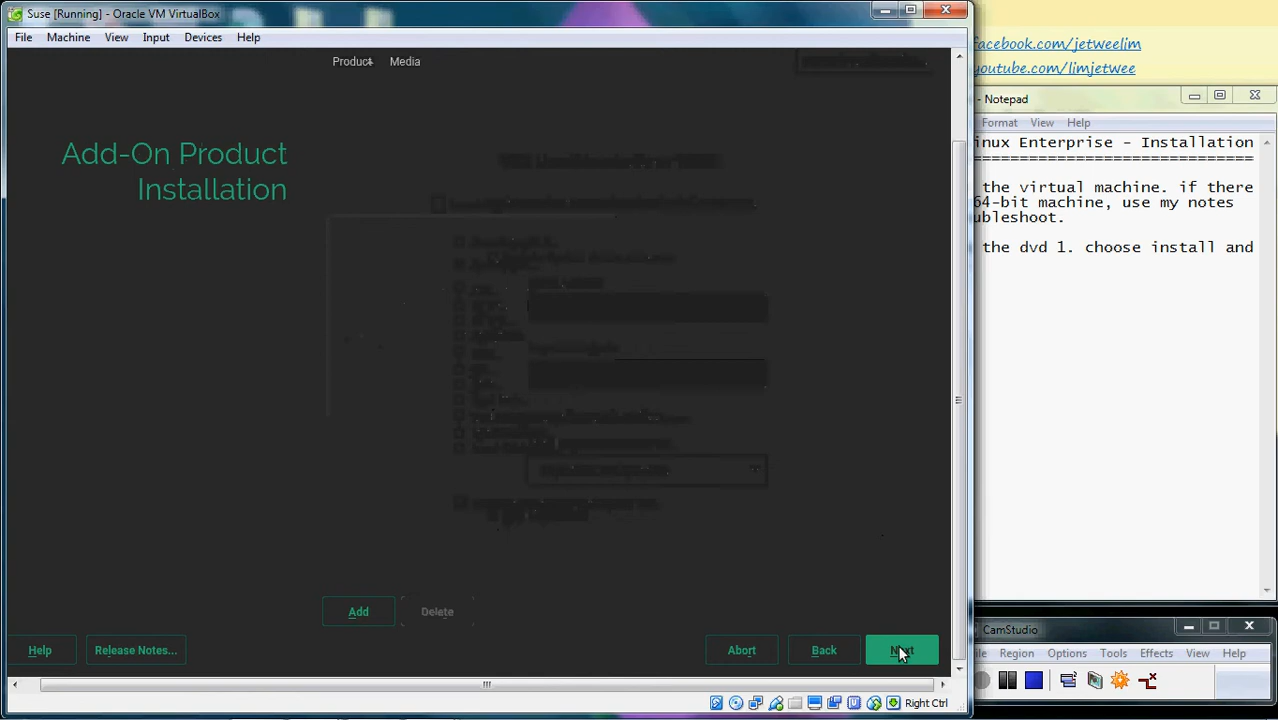 Suse [Running] - Oracle VM VirtualBox
File Machine View Input Devices Help
Product Media
Add-On Product
Installation
Add Delete
Help Release Notes... Abort Back Next
Right Ctrl
facebook.com/jetweelim
youtube.com/limjetwee
- Notepad
Format View Help
inux Enterprise - Installation
==============================
the virtual machine. if there
64-bit machine, use my notes
ubleshoot.
the dvd 1. choose install and
CamStudio
ile Region Options Tools Effects View Help